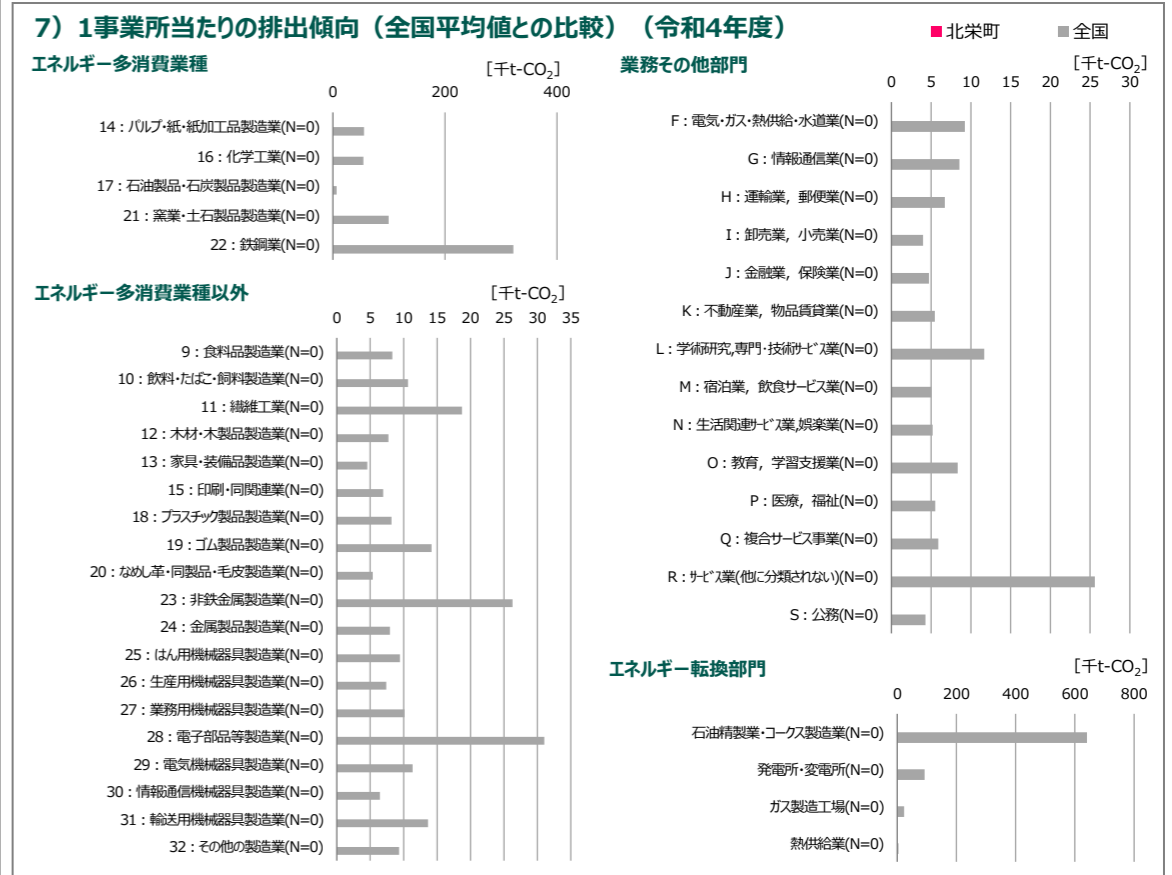 7）1事業所当たりの排出傾向（全国平均値との比較）（令和4年度）
■北栄町 ■全国
エネルギー多消費業種
[千t-CO₂]
0 200 400
14：パルプ・紙・紙加工品製造業(N=0)
16：化学工業(N=0)
17：石油製品・石炭製品製造業(N=0)
21：窯業・土石製品製造業(N=0)
22：鉄鋼業(N=0)
エネルギー多消費業種以外
[千t-CO₂]
0 5 10 15 20 25 30 35
9：食料品製造業(N=0)
10：飲料・たばこ・飼料製造業(N=0)
11：繊維工業(N=0)
12：木材・木製品製造業(N=0)
13：家具・装備品製造業(N=0)
15：印刷・同関連業(N=0)
18：プラスチック製品製造業(N=0)
19：ゴム製品製造業(N=0)
20：なめし革・同製品・毛皮製造業(N=0)
23：非鉄金属製造業(N=0)
24：金属製品製造業(N=0)
25：はん用機械器具製造業(N=0)
26：生産用機械器具製造業(N=0)
27：業務用機械器具製造業(N=0)
28：電子部品等製造業(N=0)
29：電気機械器具製造業(N=0)
30：情報通信機械器具製造業(N=0)
31：輸送用機械器具製造業(N=0)
32：その他の製造業(N=0)
業務その他部門
[千t-CO₂]
0 5 10 15 20 25 30
F：電気・ガス・熱供給・水道業(N=0)
G：情報通信業(N=0)
H：運輸業，郵便業(N=0)
I：卸売業，小売業(N=0)
J：金融業，保険業(N=0)
K：不動産業，物品賃貸業(N=0)
L：学術研究,専門・技術ｻｰﾋﾞｽ業(N=0)
M：宿泊業，飲食サービス業(N=0)
N：生活関連ｻｰﾋﾞｽ業,娯楽業(N=0)
O：教育，学習支援業(N=0)
P：医療，福祉(N=0)
Q：複合サービス事業(N=0)
R：ｻｰﾋﾞｽ業(他に分類されない)(N=0)
S：公務(N=0)
エネルギー転換部門
[千t-CO₂]
0 200 400 600 800
石油精製業・コークス製造業(N=0)
発電所・変電所(N=0)
ガス製造工場(N=0)
熱供給業(N=0)